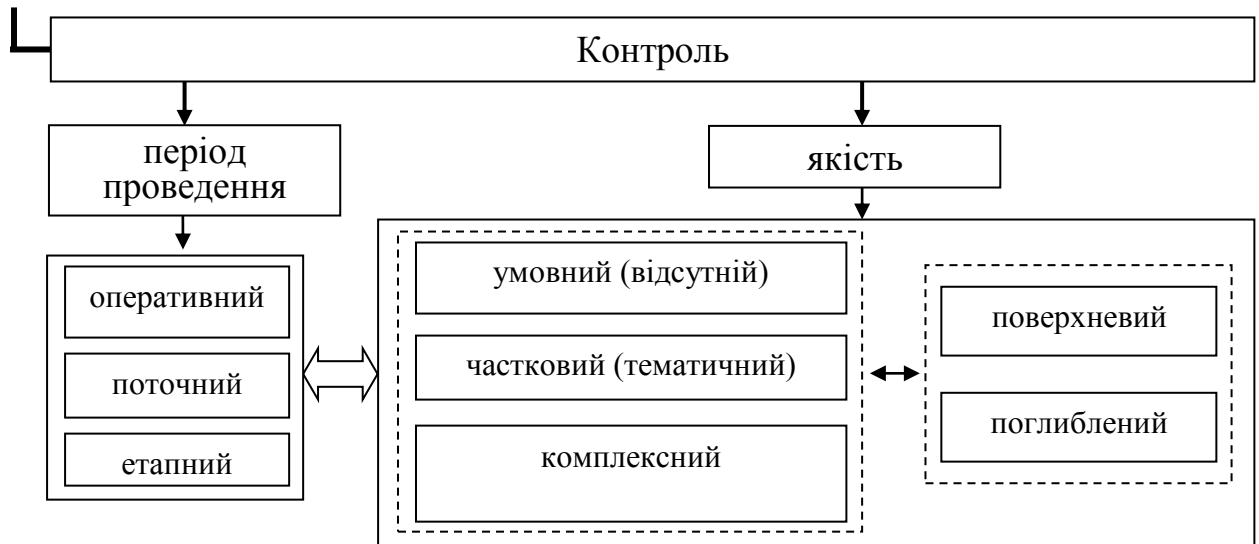 Контроль
період
проведення
якість
оперативний
поточний
етапний
умовний (відсутній)
частковий (тематичний)
комплексний
поверхневий
поглиблений